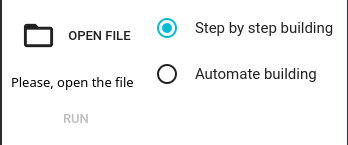 OPEN FILE
Please, open the file
RUN
Step by step building
Automate building